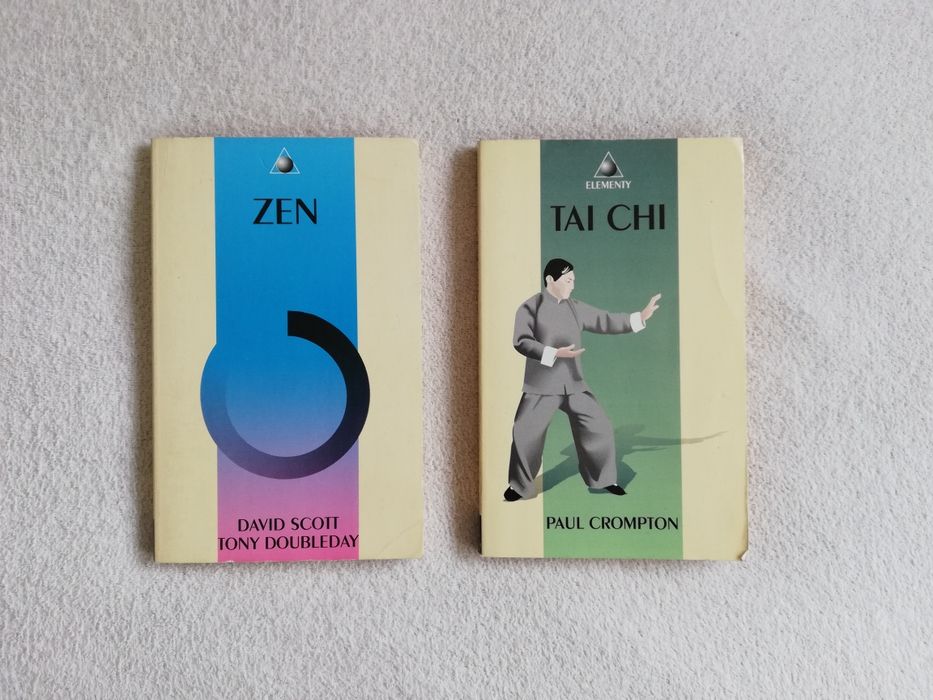 ZEN
DAVID SCOTT
TONY DOUBLEDAY
ELEMENTY
TAI CHI
PAUL CROMPTON